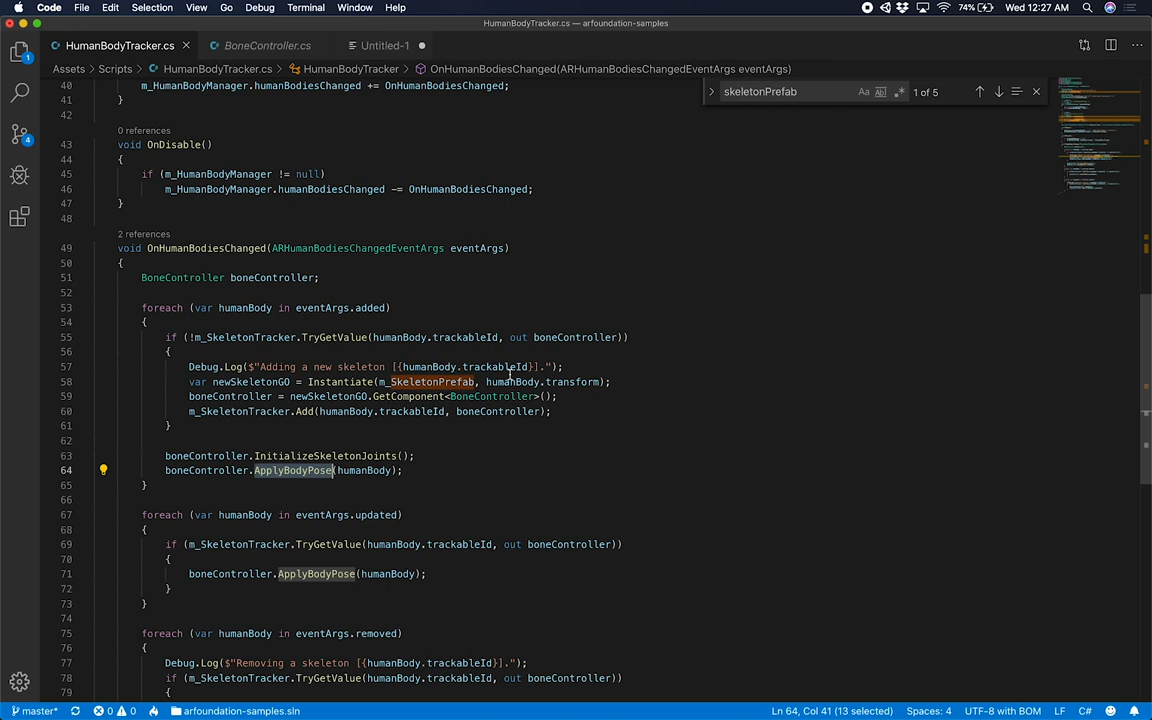 Code File Edit Selection View Go Debug Terminal Window Help 74% Wed 12:27 AM
HumanBodyTracker.cs — arfoundation-samples
HumanBodyTracker.cs BoneController.cs Untitled-1
Assets > Scripts > HumanBodyTracker.cs > HumanBodyTracker > OnHumanBodiesChanged(ARHumanBodiesChangedEventArgs eventArgs)
skeletonPrefab Aa Abl .* 1 of 5
40 m_HumanBodyManager.humanBodiesChanged += OnHumanBodiesChanged;
41 }
42
0 references
43 void OnDisable()
44 {
45 if (m_HumanBodyManager != null)
46 m_HumanBodyManager.humanBodiesChanged -= OnHumanBodiesChanged;
47 }
48
2 references
49 void OnHumanBodiesChanged(ARHumanBodiesChangedEventArgs eventArgs)
50 {
51 BoneController boneController;
52
53 foreach (var humanBody in eventArgs.added)
54 {
55 if (!m_SkeletonTracker.TryGetValue(humanBody.trackableId, out boneController))
56 {
57 Debug.Log($"Adding a new skeleton [{humanBody.trackableId}].");
58 var newSkeletonGO = Instantiate(m_SkeletonPrefab, humanBody.transform);
59 boneController = newSkeletonGO.GetComponent<BoneController>();
60 m_SkeletonTracker.Add(humanBody.trackableId, boneController);
61 }
62
63 boneController.InitializeSkeletonJoints();
64 boneController.ApplyBodyPose(humanBody);
65 }
66
67 foreach (var humanBody in eventArgs.updated)
68 {
69 if (m_SkeletonTracker.TryGetValue(humanBody.trackableId, out boneController))
70 {
71 boneController.ApplyBodyPose(humanBody);
72 }
73 }
74
75 foreach (var humanBody in eventArgs.removed)
76 {
77 Debug.Log($"Removing a skeleton [{humanBody.trackableId}].");
78 if (m_SkeletonTracker.TryGetValue(humanBody.trackableId, out boneController))
79 {
1
4
master* 0 0 arfoundation-samples.sln Ln 64, Col 41 (13 selected) Spaces: 4 UTF-8 with BOM LF C#